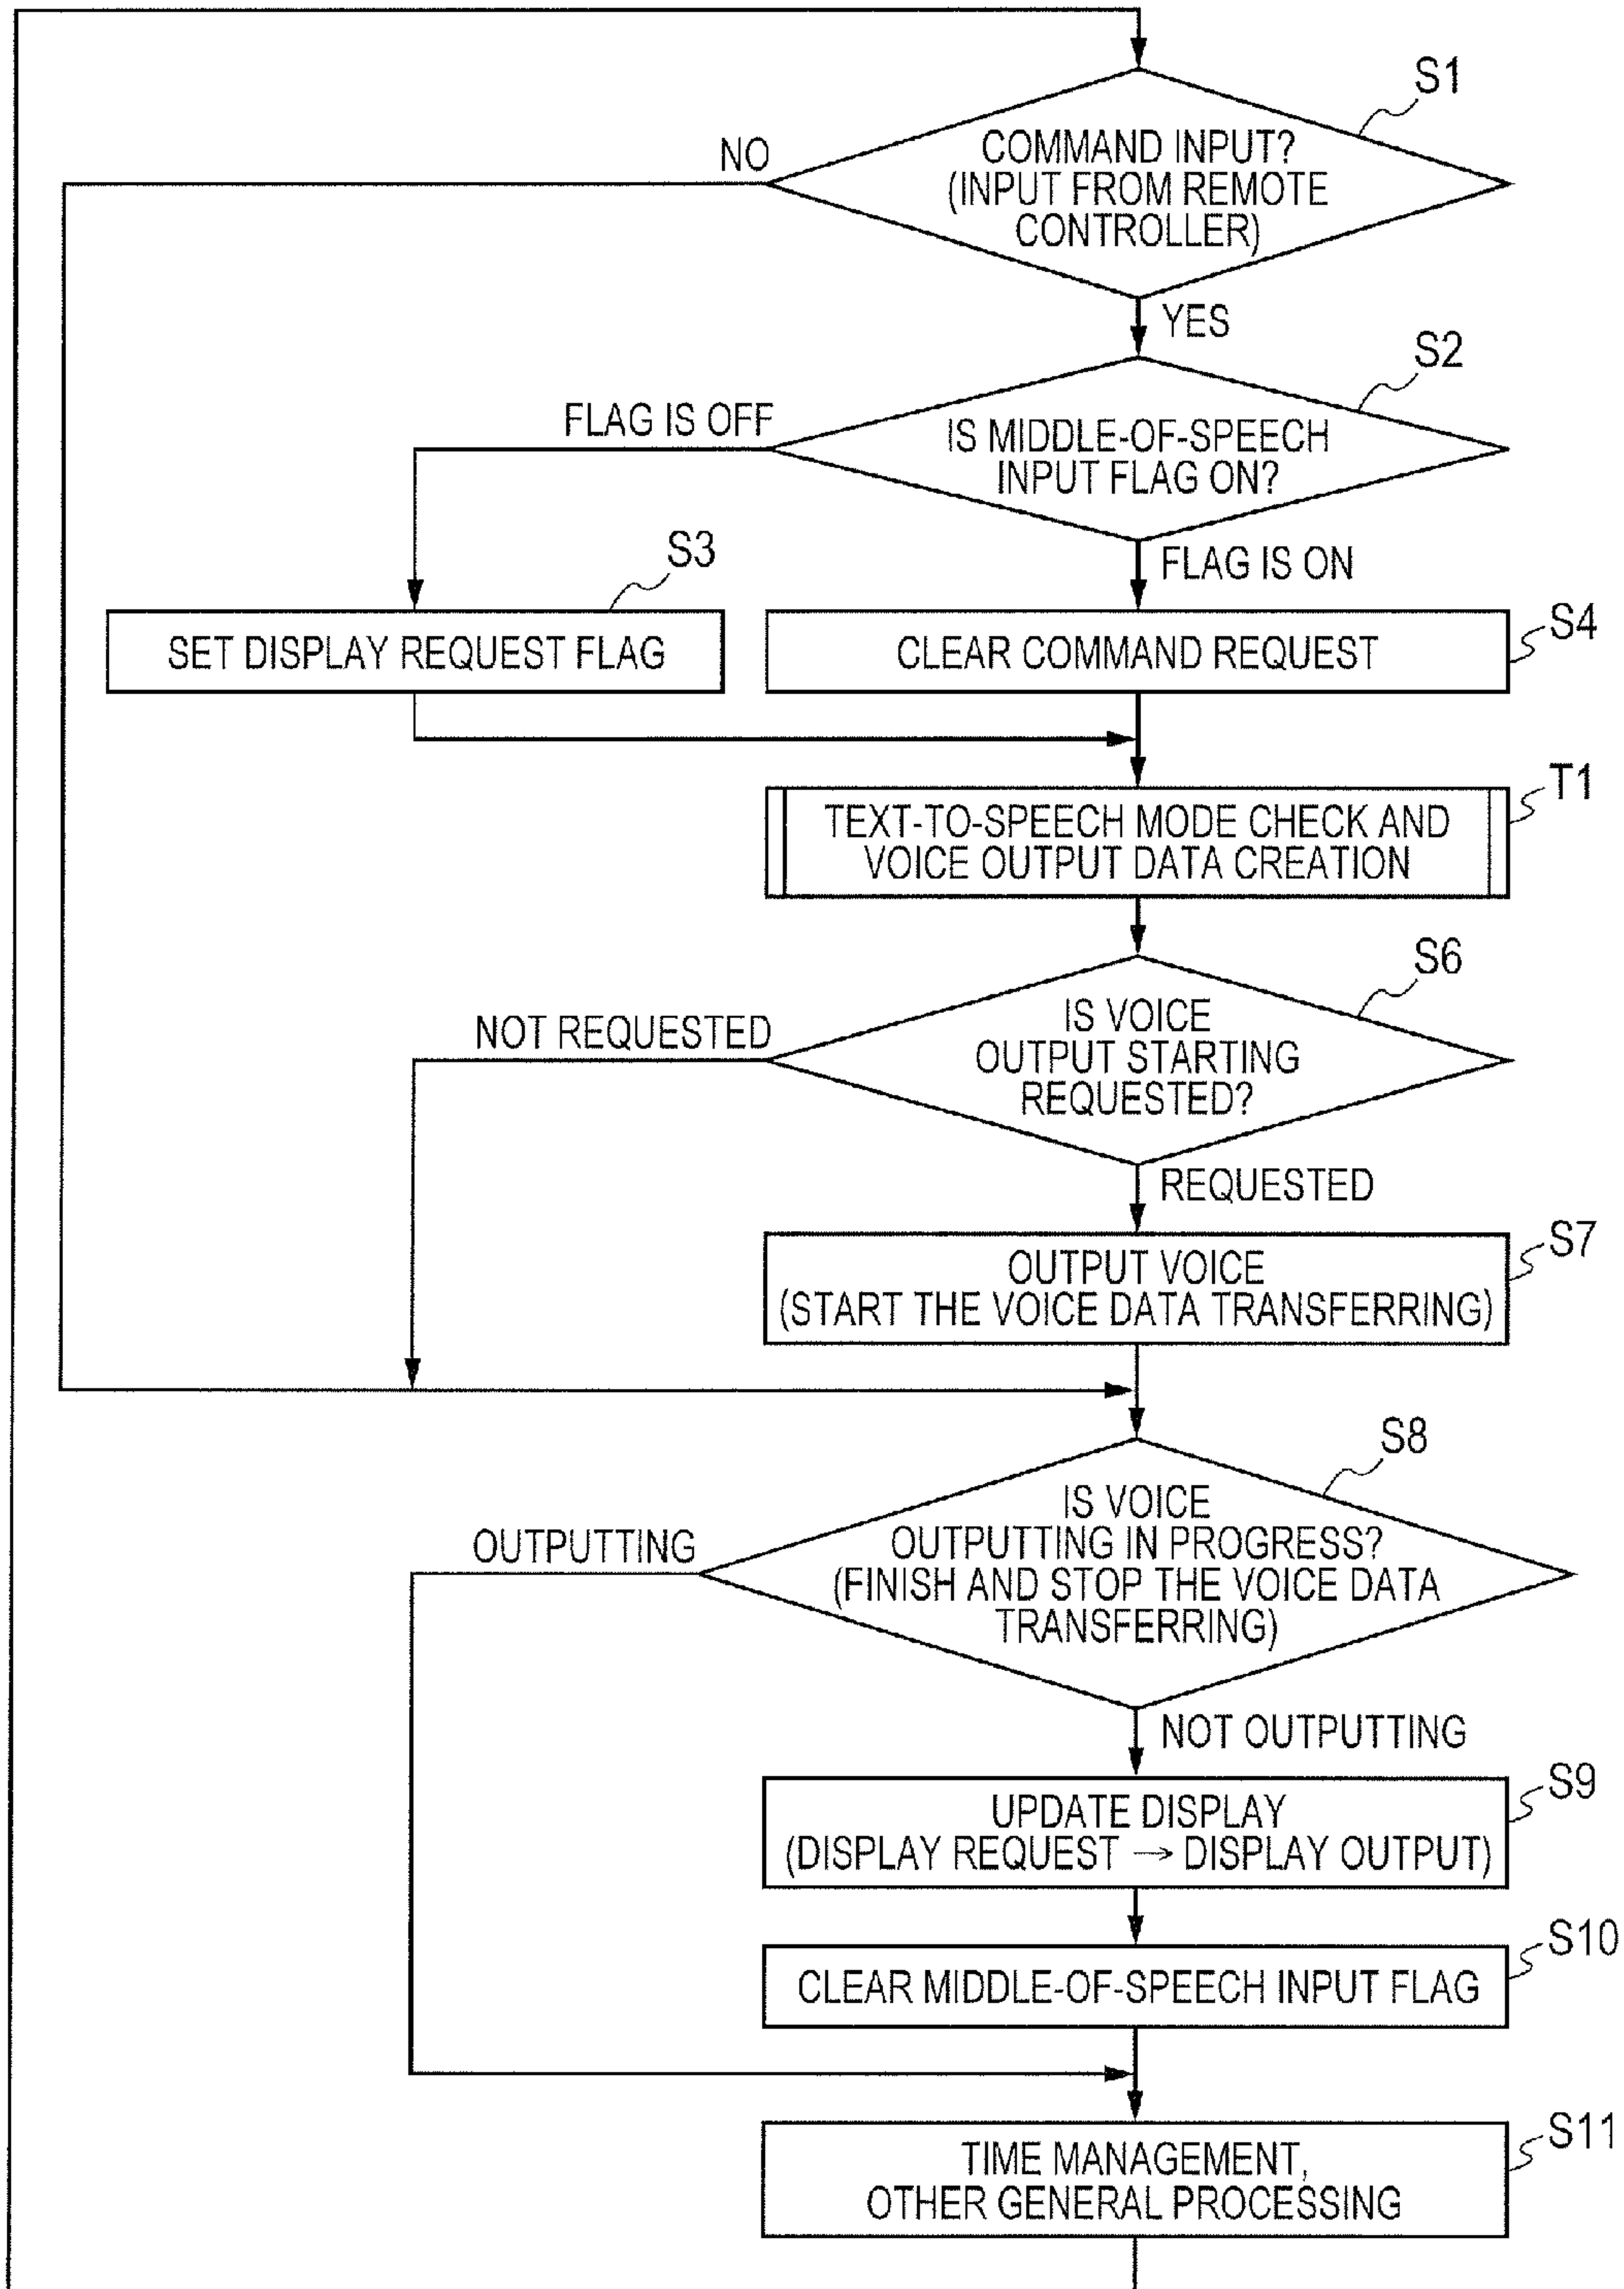 S1
COMMAND INPUT?
(INPUT FROM REMOTE
CONTROLLER)
NO
YES
S2
IS MIDDLE-OF-SPEECH
INPUT FLAG ON?
FLAG IS OFF
FLAG IS ON
S3
SET DISPLAY REQUEST FLAG
S4
CLEAR COMMAND REQUEST
T1
TEXT-TO-SPEECH MODE CHECK AND
VOICE OUTPUT DATA CREATION
S6
IS VOICE
OUTPUT STARTING
REQUESTED?
NOT REQUESTED
REQUESTED
S7
OUTPUT VOICE
(START THE VOICE DATA TRANSFERRING)
S8
IS VOICE
OUTPUTTING IN PROGRESS?
(FINISH AND STOP THE VOICE DATA
TRANSFERRING)
OUTPUTTING
NOT OUTPUTTING
S9
UPDATE DISPLAY
(DISPLAY REQUEST → DISPLAY OUTPUT)
S10
CLEAR MIDDLE-OF-SPEECH INPUT FLAG
S11
TIME MANAGEMENT,
OTHER GENERAL PROCESSING